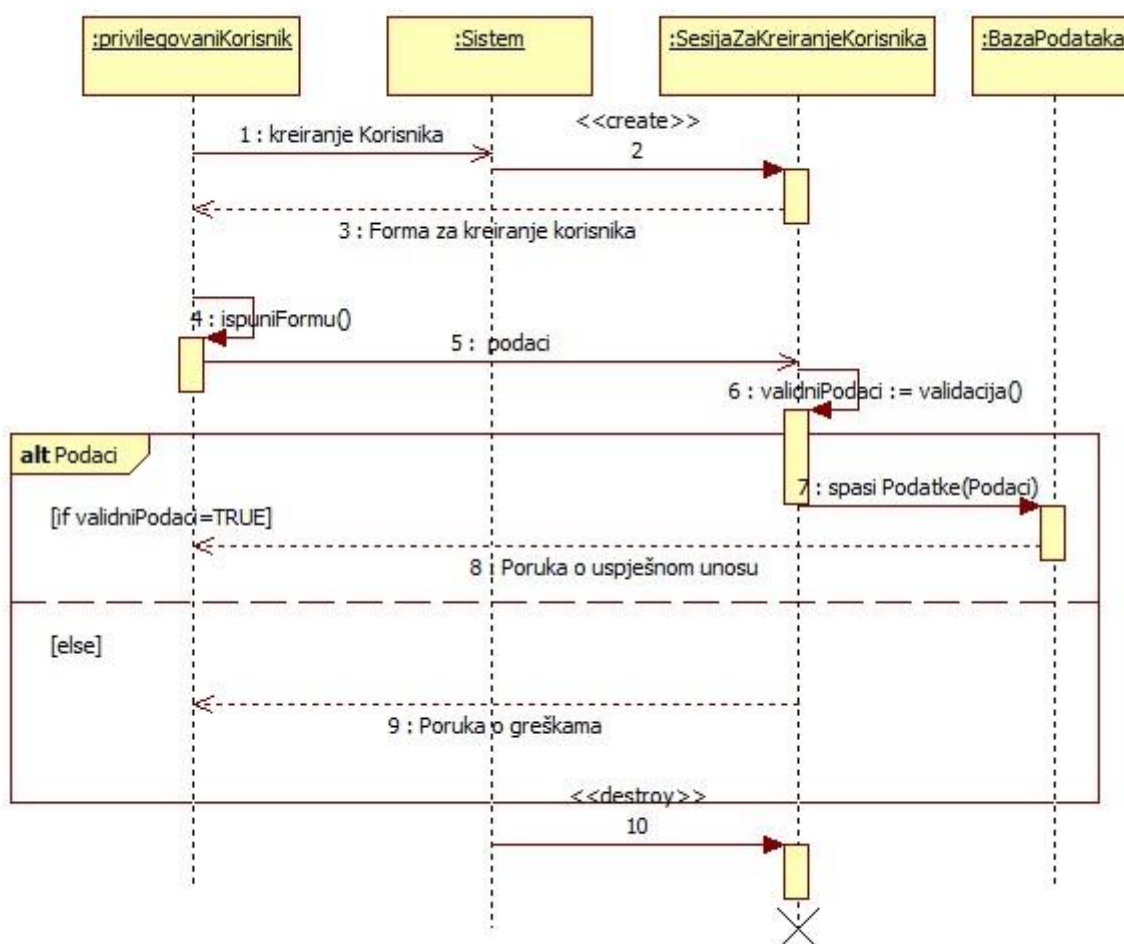 :privilegovaniKorisnik
:Sistem
:SesijaZaKreiranjeKorisnika
:BazaPodataka
1 : kreiranje Korisnika
<<create>>
2
3 : Forma za kreiranje korisnika
4 : ispuniFormu()
5 : podaci
6 : validniPodaci := validacija()
alt Podaci
7 : spasi Podatke(Podaci)
[if validniPodaci=TRUE]
8 : Poruka o uspješnom unosu
[else]
9 : Poruka o greškama
<<destroy>>
10